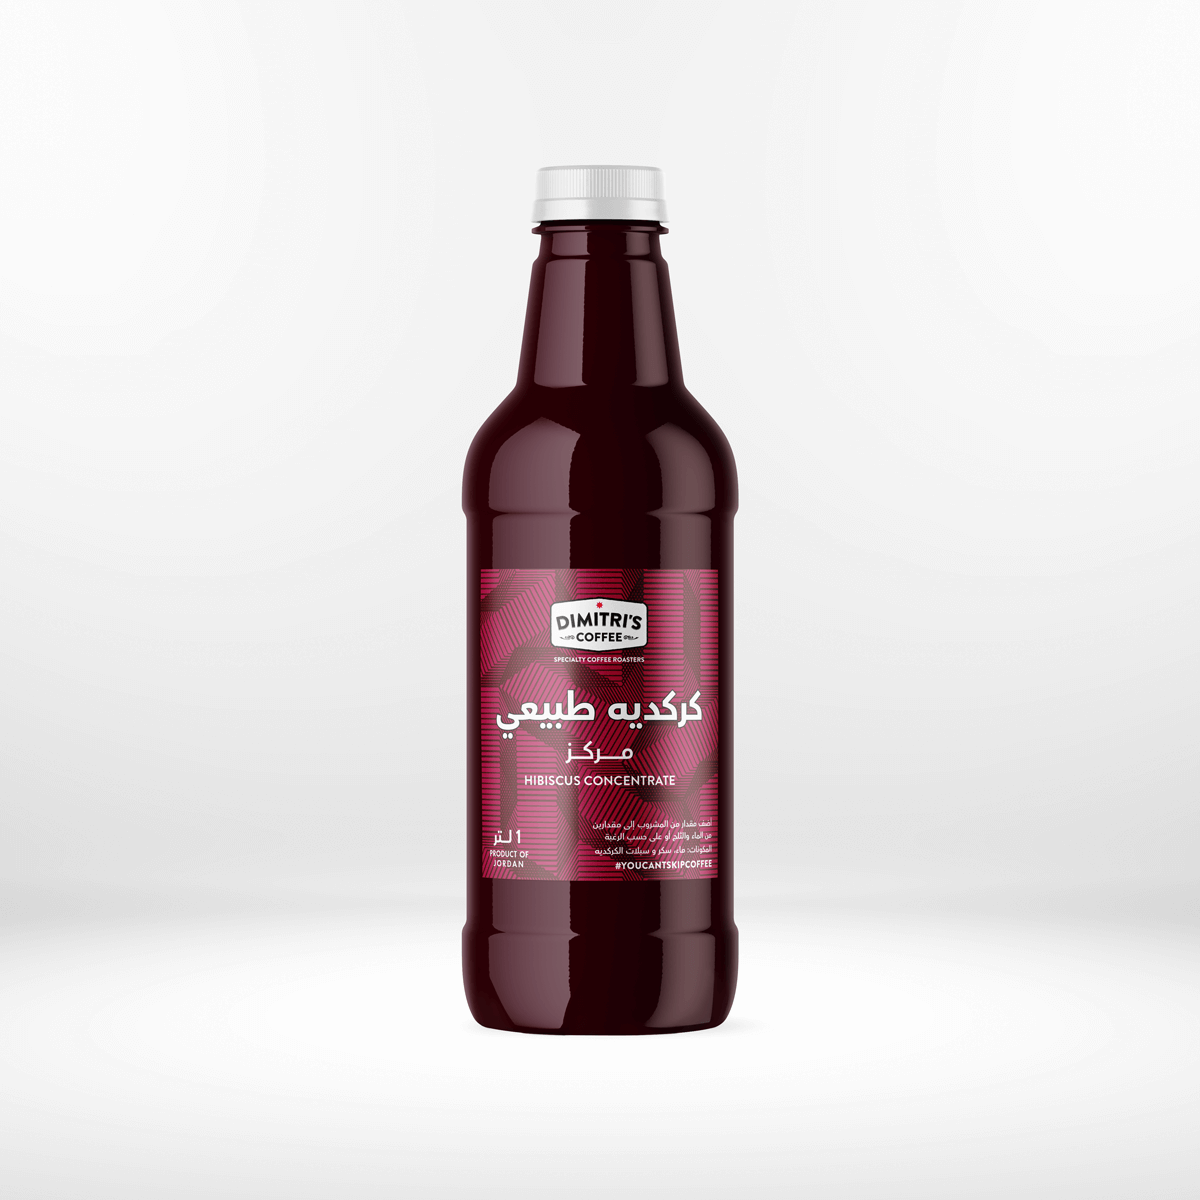 DIMITRI'S
COFFEE
SPECIALTY COFFEE ROASTERS
كركديه طبيعي
مركز
HIBISCUS CONCENTRATE
أضف مقدار من المشروب إلى مقدارين
من الماء والثلج أو على حسب الرغبة
المكونات: ماء، سكر و سبلات الكركديه
#YOUCANTSKIPCOFFEE
1 لتر
PRODUCT OF
JORDAN